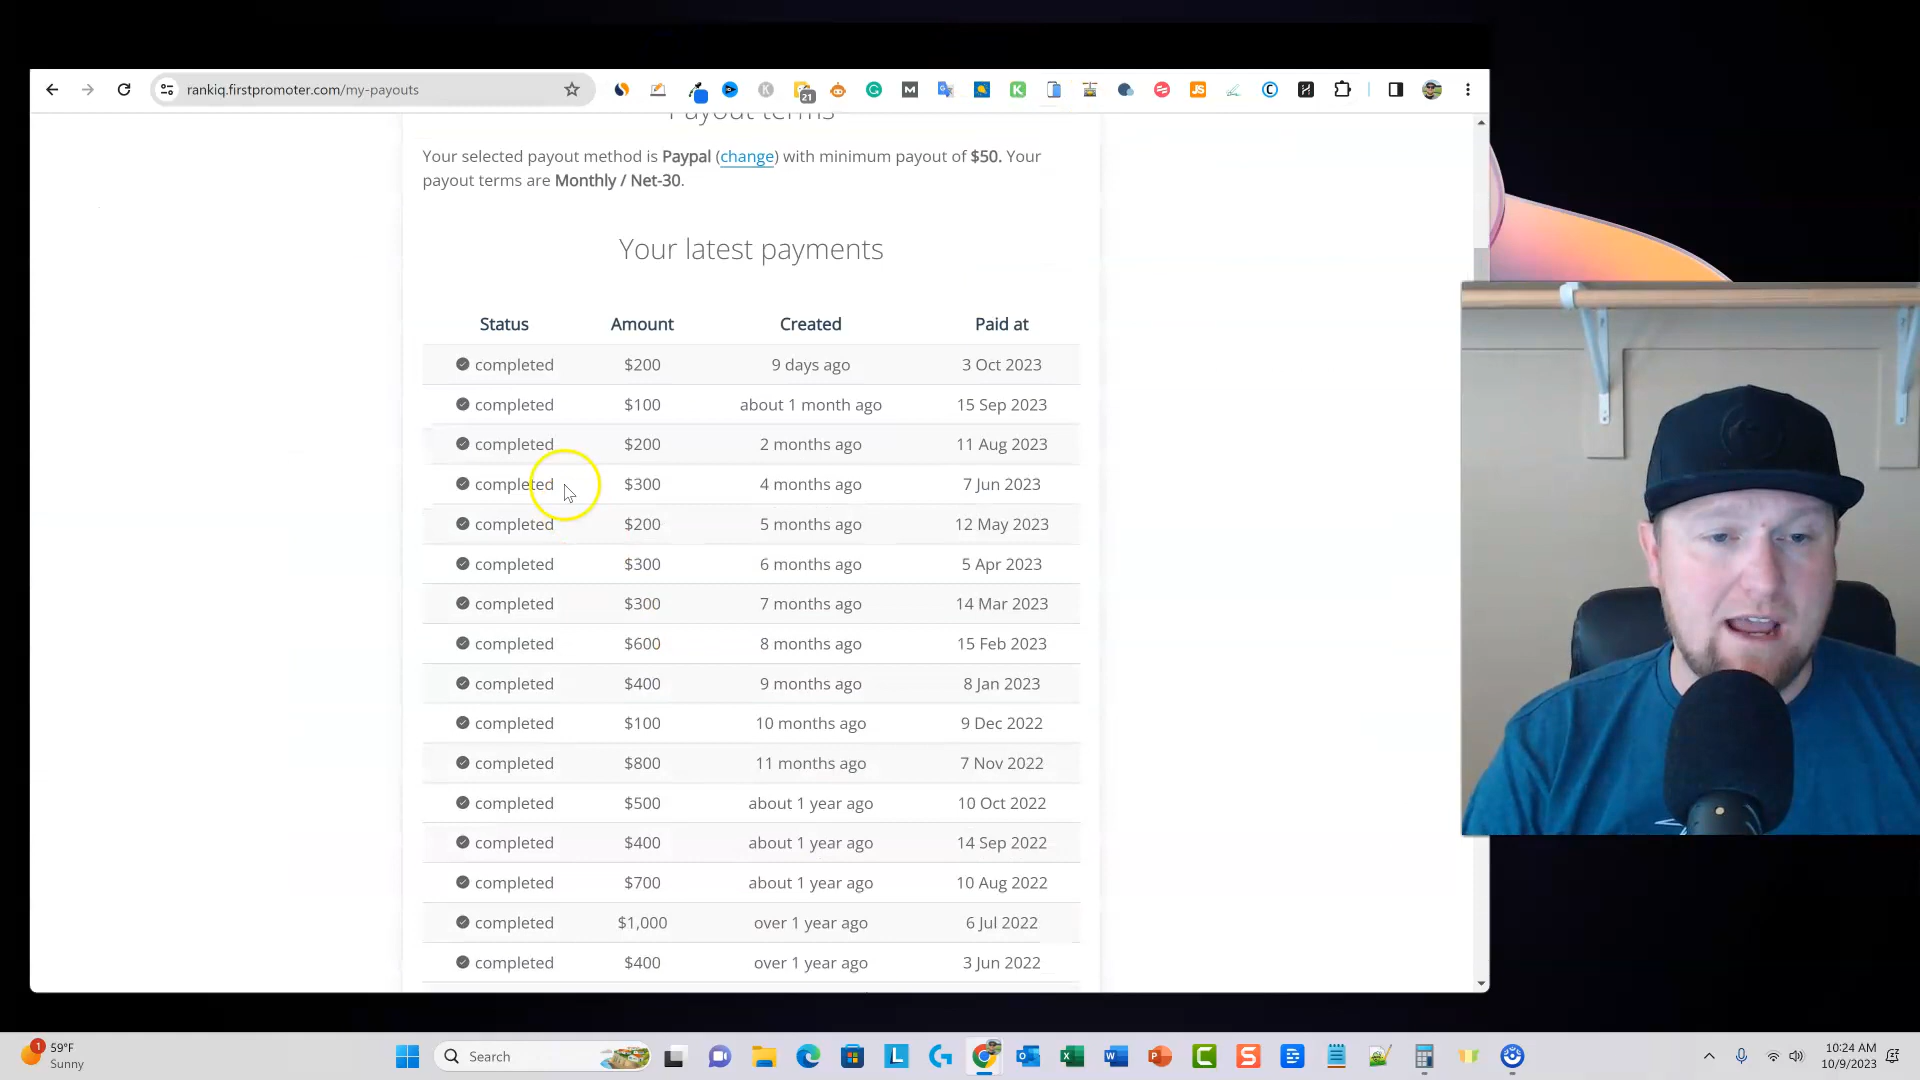 rankiq.firstpromoter.com/my-payouts
21
M
K
JS
Payout terms
Your selected payout method is Paypal (change) with minimum payout of $50. Your
payout terms are Monthly / Net-30.
Your latest payments
Status Amount Created Paid at
completed $200 9 days ago 3 Oct 2023
completed $100 about 1 month ago 15 Sep 2023
completed $200 2 months ago 11 Aug 2023
completed $300 4 months ago 7 Jun 2023
completed $200 5 months ago 12 May 2023
completed $300 6 months ago 5 Apr 2023
completed $300 7 months ago 14 Mar 2023
completed $600 8 months ago 15 Feb 2023
completed $400 9 months ago 8 Jan 2023
completed $100 10 months ago 9 Dec 2022
completed $800 11 months ago 7 Nov 2022
completed $500 about 1 year ago 10 Oct 2022
completed $400 about 1 year ago 14 Sep 2022
completed $700 about 1 year ago 10 Aug 2022
completed $1,000 over 1 year ago 6 Jul 2022
completed $400 over 1 year ago 3 Jun 2022
1
59°F
Sunny
Search
10:24 AM
10/9/2023